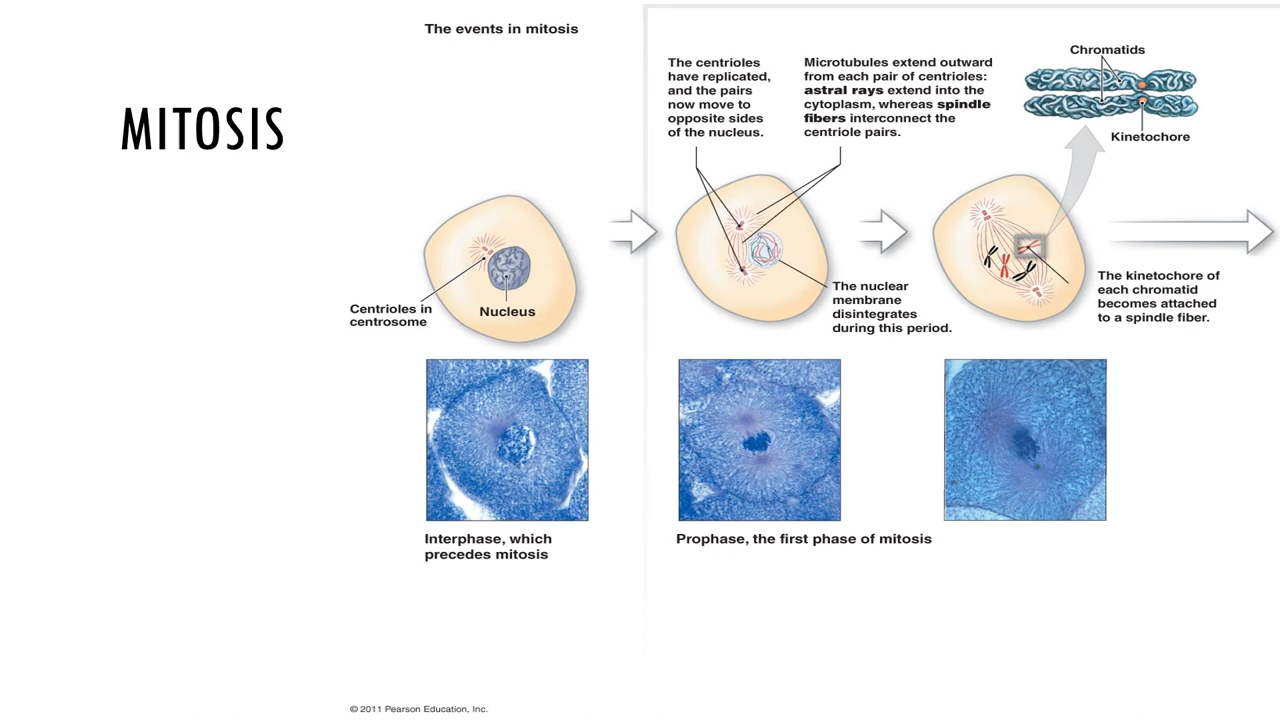 The events in mitosis
MITOSIS
The centrioles
have replicated,
and the pairs
now move to
opposite sides
of the nucleus.
Microtubules extend outward
from each pair of centrioles:
astral rays extend into the
cytoplasm, whereas spindle
fibers interconnect the
centriole pairs.
Chromatids
Kinetochore
Centrioles in
centrosome
Nucleus
The nuclear
membrane
disintegrates
during this period.
The kinetochore of
each chromatid
becomes attached
to a spindle fiber.
Interphase, which
precedes mitosis
Prophase, the first phase of mitosis
© 2011 Pearson Education, Inc.